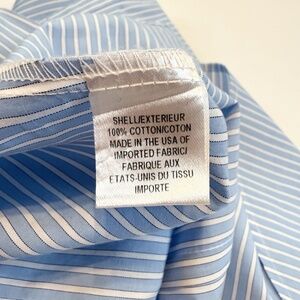 SHELL/EXTERIEUR
100% COTTON/COTON
MADE IN THE USA OF
IMPORTED FABRIC/
FABRIQUE AUX
ETATS-UNIS DU TISSU
IMPORTE